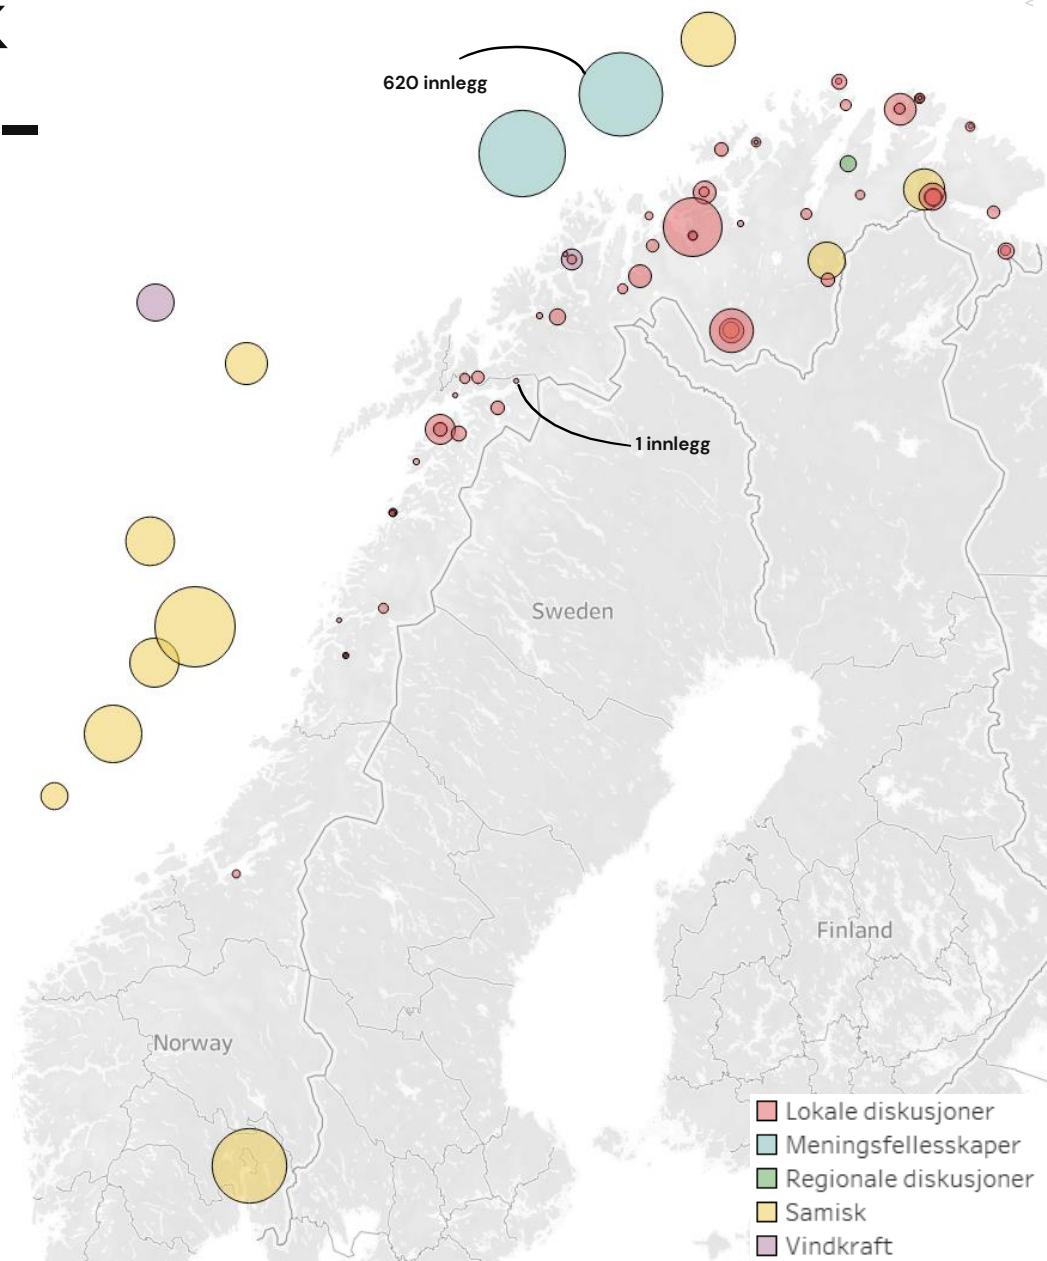 620 innlegg
1 innlegg
Sweden
Finland
Norway
Lokale diskusjoner
Meningsfellesskaper
Regionale diskusjoner
Samisk
Vindkraft